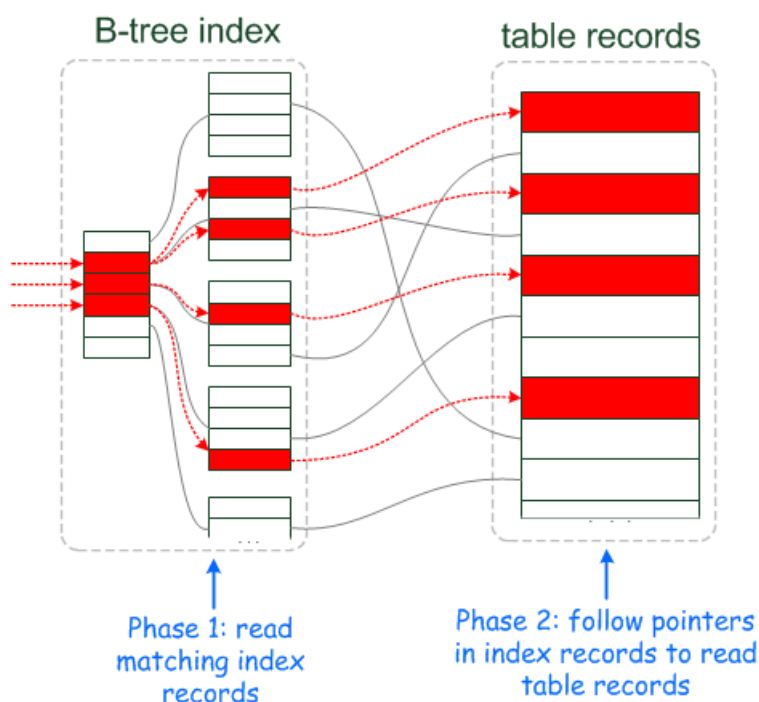 B-tree index
table records
...
...
Phase 1: read
matching index
records
Phase 2: follow pointers
in index records to read
table records